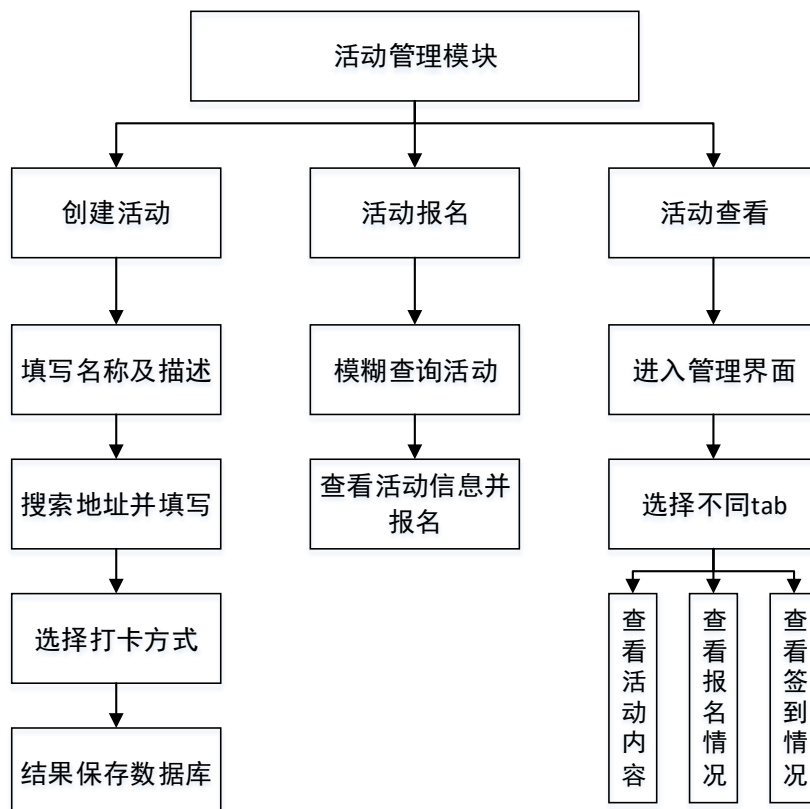 活动管理模块
创建活动
活动报名
活动查看
填写名称及描述
模糊查询活动
进入管理界面
搜索地址并填写
查看活动信息并
报名
选择不同tab
选择打卡方式
查看活动内容
查看报名情况
查看签到情况
结果保存数据库